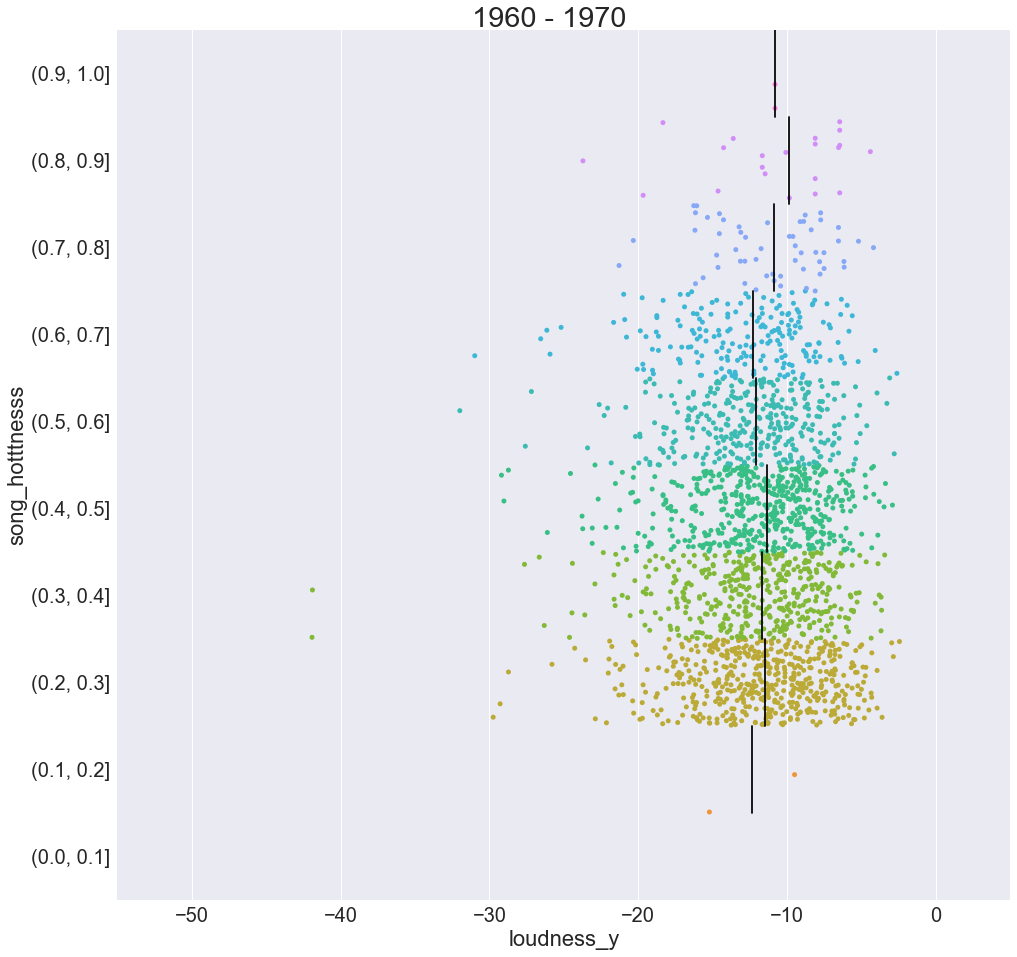 1960 - 1970
(0.9, 1.0]
(0.8, 0.9]
(0.7, 0.8]
(0.6, 0.7]
(0.5, 0.6]
(0.4, 0.5]
(0.3, 0.4]
(0.2, 0.3]
(0.1, 0.2]
(0.0, 0.1]
song_hotttnesss
−50 −40 −30 −20 −10 0
loudness_y